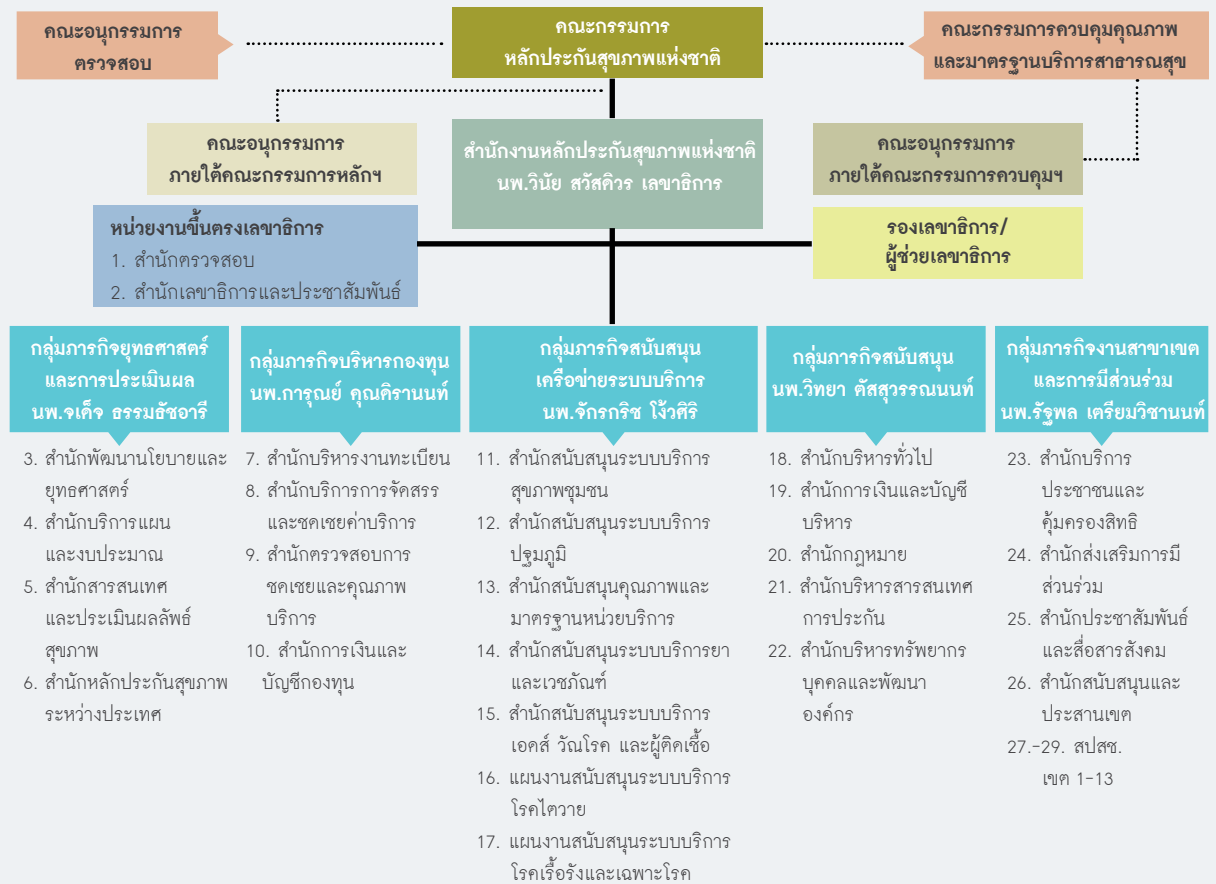 คณะอนุกรรมการ
ตรวจสอบ
คณะกรรมการ
หลักประกันสุขภาพแห่งชาติ
คณะกรรมการควบคุมคุณภาพ
และมาตรฐานบริการสาธารณสุข
คณะอนุกรรมการ
ภายใต้คณะกรรมการหลักฯ
สำนักงานหลักประกันสุขภาพแห่งชาติ
นพ.วินัย สวัสดิวร เลขาธิการ
คณะอนุกรรมการ
ภายใต้คณะกรรมการควบคุมฯ
หน่วยงานขึ้นตรงเลขาธิการ
1. สำนักตรวจสอบ
2. สำนักเลขาธิการและประชาสัมพันธ์
รองเลขาธิการ/
ผู้ช่วยเลขาธิการ
กลุ่มภารกิจยุทธศาสตร์
และการประเมินผล
นพ.จเด็จ ธรรมธัชอารี
3. สำนักพัฒนานโยบายและ
ยุทธศาสตร์
4. สำนักบริการแผน
และงบประมาณ
5. สำนักสารสนเทศ
และประเมินผลลัพธ์
สุขภาพ
6. สำนักหลักประกันสุขภาพ
ระหว่างประเทศ
กลุ่มภารกิจบริหารกองทุน
นพ.การุณย์ คุณติรานนท์
7. สำนักบริหารงานทะเบียน
8. สำนักบริการการจัดสรร
และชดเชยค่าบริการ
9. สำนักตรวจสอบการ
ชดเชยและคุณภาพ
บริการ
10. สำนักการเงินและ
บัญชีกองทุน
กลุ่มภารกิจสนับสนุน
เครือข่ายระบบบริการ
นพ.จักรกริช โง้วศิริ
11. สำนักสนับสนุนระบบบริการ
สุขภาพชุมชน
12. สำนักสนับสนุนระบบบริการ
ปฐมภูมิ
13. สำนักสนับสนุนคุณภาพและ
มาตรฐานหน่วยบริการ
14. สำนักสนับสนุนระบบบริการยา
และเวชภัณฑ์
15. สำนักสนับสนุนระบบบริการ
เอดส์ วัณโรค และผู้ติดเชื้อ
16. แผนงานสนับสนุนระบบบริการ
โรคไตวาย
17. แผนงานสนับสนุนระบบบริการ
โรคเรื้อรังและเฉพาะโรค
กลุ่มภารกิจสนับสนุน
นพ.วิทยา ตัสสุวรรณนนท์
18. สำนักบริหารทั่วไป
19. สำนักการเงินและบัญชี
บริหาร
20. สำนักกฎหมาย
21. สำนักบริหารสารสนเทศ
การประกัน
22. สำนักบริหารทรัพยากร
บุคคลและพัฒนา
องค์กร
กลุ่มภารกิจงานสาขาเขต
และการมีส่วนร่วม
นพ.รัฐพล เตรียมวิชานนท์
23. สำนักบริการ
ประชาชนและ
คุ้มครองสิทธิ
24. สำนักส่งเสริมการมี
ส่วนร่วม
25. สำนักประชาสัมพันธ์
และสื่อสารสังคม
26. สำนักสนับสนุนและ
ประสานเขต
27.-29. สปสช.
เขต 1-13